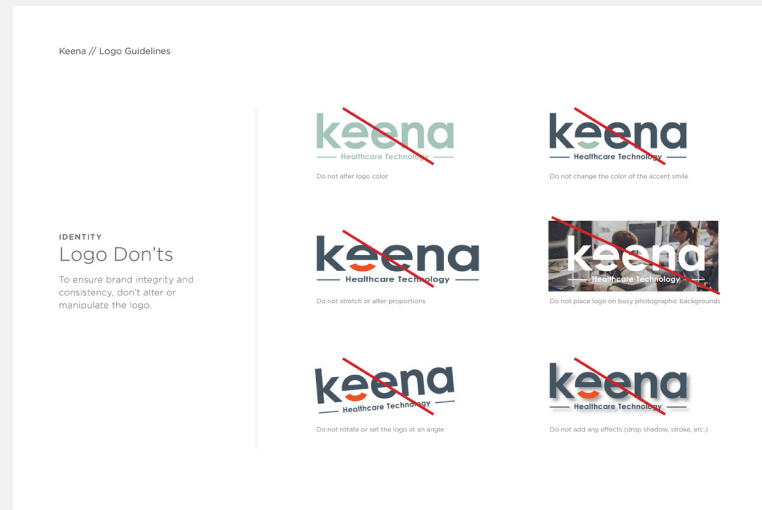 Keena // Logo Guidelines
IDENTITY
Logo Don'ts
To ensure brand integrity and
consistency, don't alter or
manipulate the logo.
keena
Healthcare Technology
Do not alter logo color
keena
Healthcare Technology
Do not change the color of the accent smile
keena
Healthcare Technology
Do not stretch or alter proportions
keena
Healthcare Technology
Do not place logo on busy photographic backgrounds
keena
Healthcare Technology
Do not rotate or set the logo at an angle
keena
Healthcare Technology
Do not add any effects (drop shadow, stroke, etc.)